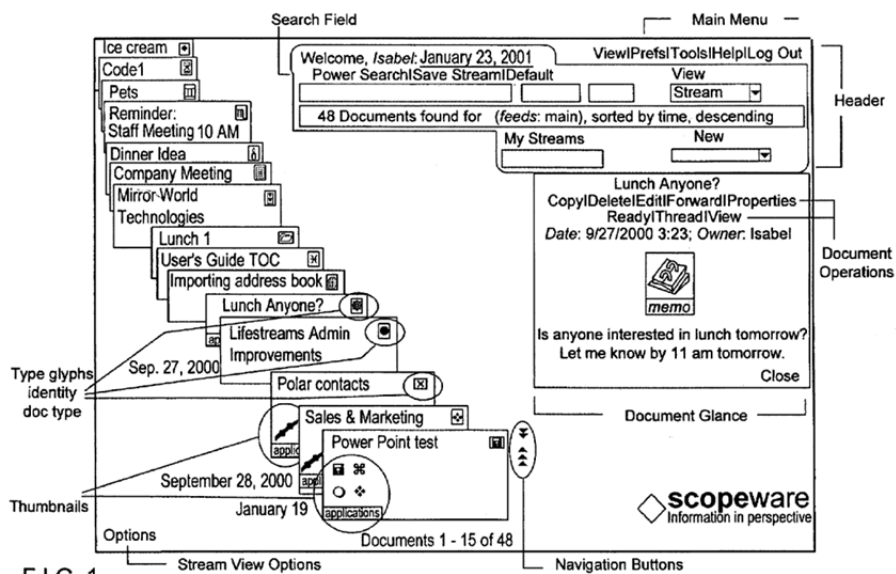 Search Field
Main Menu
Ice cream
Code1
Pets
Reminder:
Staff Meeting 10 AM
Dinner Idea
Company Meeting
Mirror-World
Technologies
Lunch 1
User's Guide TOC
Importing address book
Lunch Anyone?
Lifestreams Admin
Improvements
Sep. 27, 2000
Polar contacts
Sales & Marketing
Power Point test
September 28, 2000
January 19
applications
Welcome, Isabel: January 23, 2001
View|Prefs|Tools|Help|Log Out
Power Search|Save Stream|Default
View
Stream
48 Documents found for (feeds: main), sorted by time, descending
My Streams
New
Header
Lunch Anyone?
Copy|Delete|Edit|Forward|Properties
Ready|Thread|View
Date: 9/27/2000 3:23; Owner: Isabel
22
memo
Is anyone interested in lunch tomorrow?
Let me know by 11 am tomorrow.
Close
Document
Operations
Document Glance
Type glyphs
identity
doc type
Thumbnails
applic
appl
ap
scopeware
Information in perspective
Options
Documents 1 - 15 of 48
Stream View Options
Navigation Buttons
FIG. 1